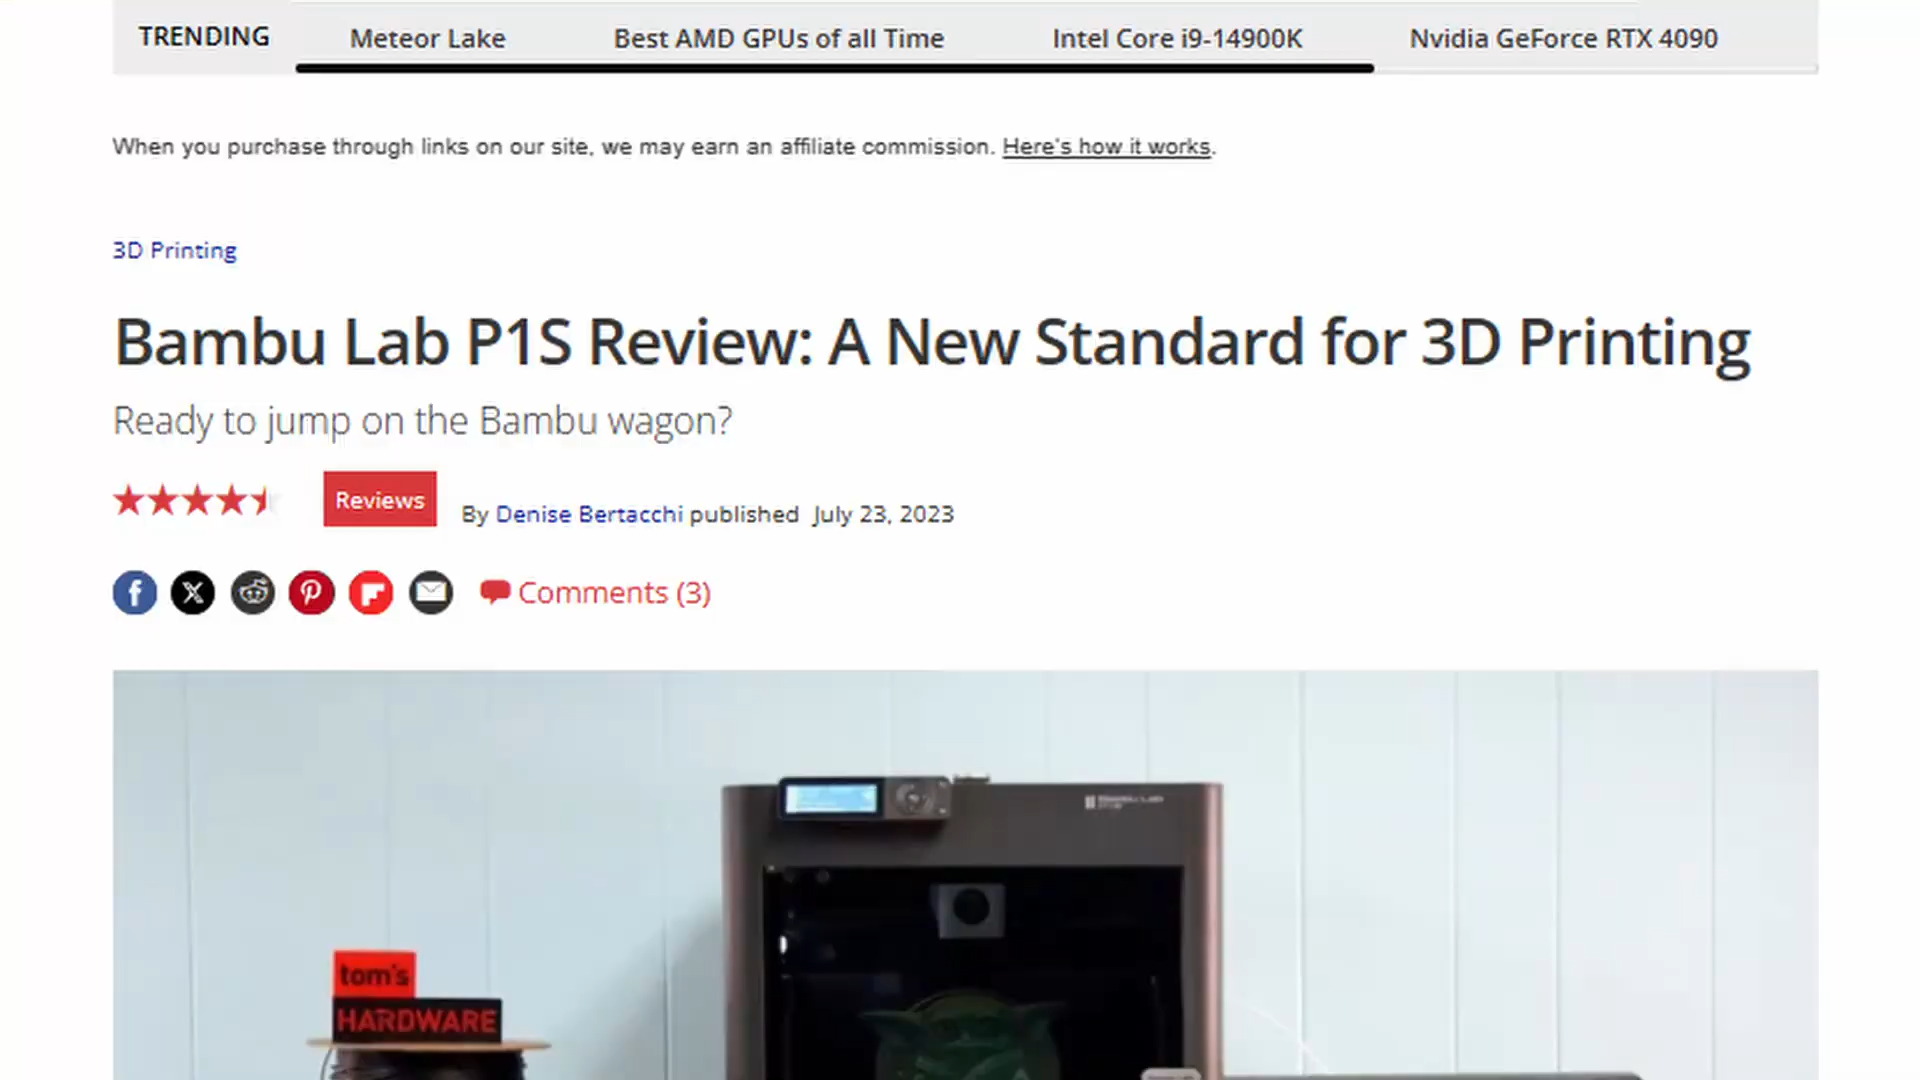 TRENDING Meteor Lake Best AMD GPUs of all Time Intel Core i9-14900K Nvidia GeForce RTX 4090
When you purchase through links on our site, we may earn an affiliate commission. Here's how it works.
3D Printing
Bambu Lab P1S Review: A New Standard for 3D Printing
Ready to jump on the Bambu wagon?
Reviews By Denise Bertacchi published July 23, 2023
Comments (3)
BAMBU LAB
tom's
HARDWARE